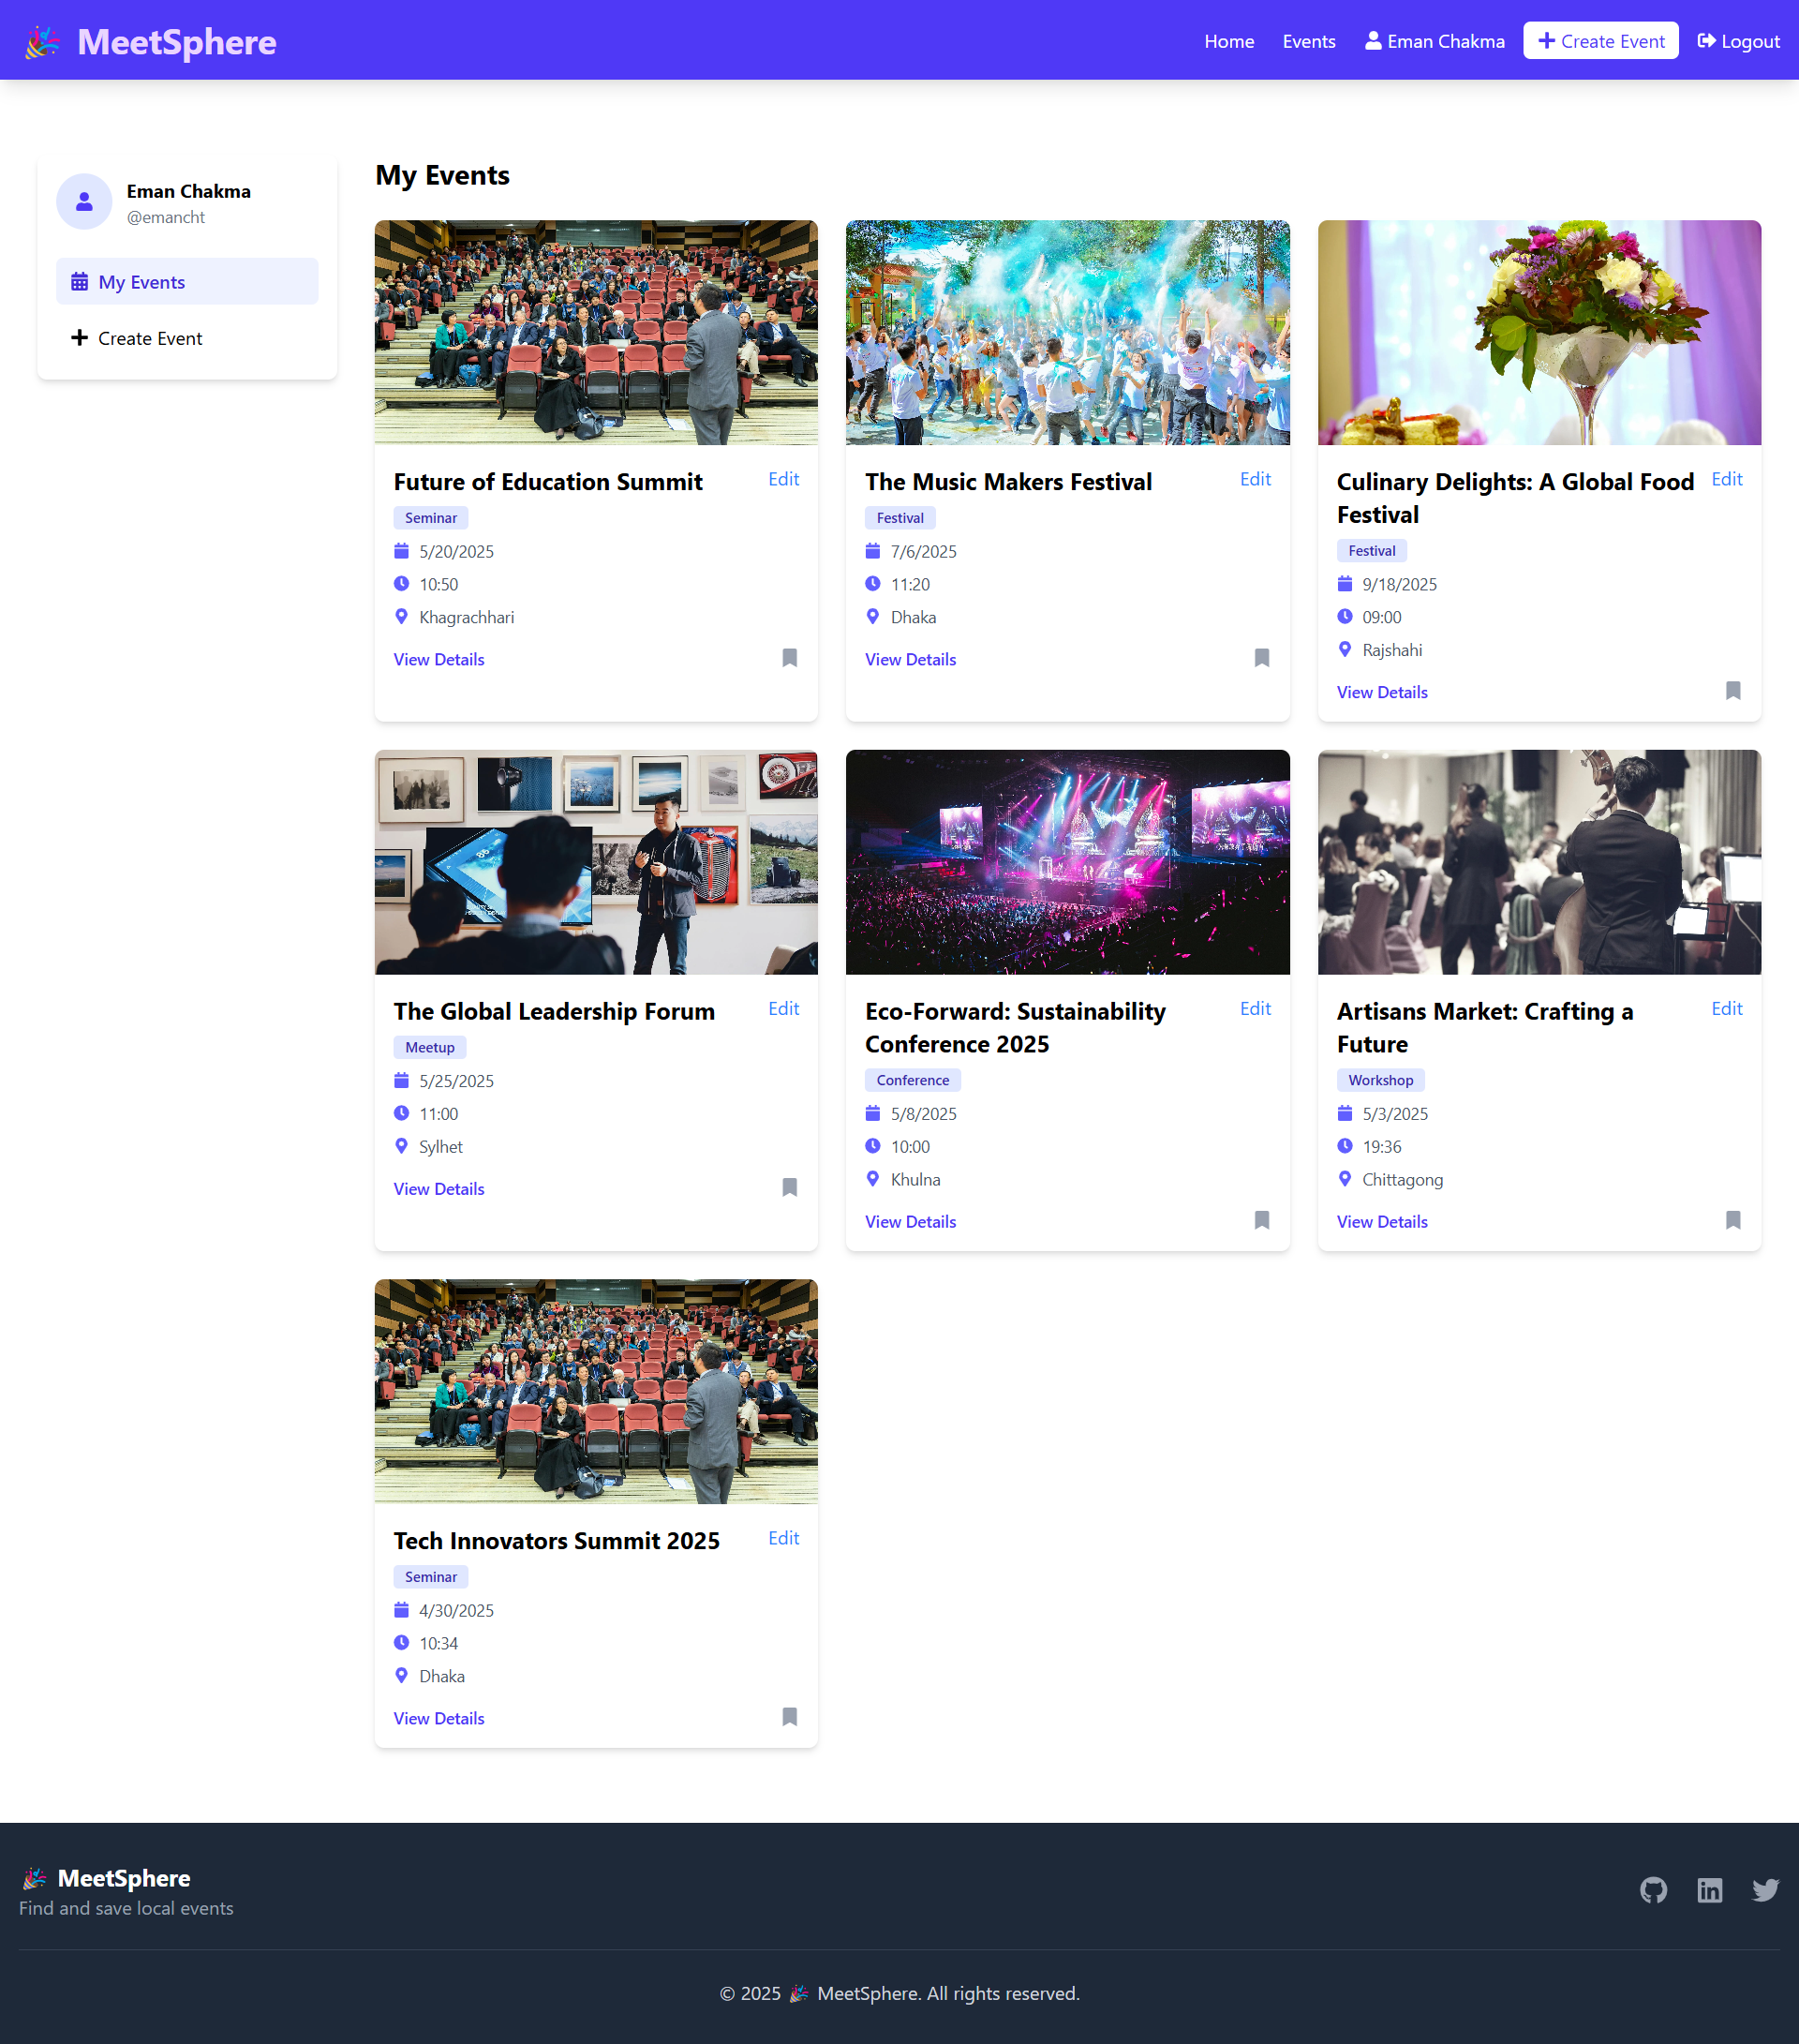 MeetSphere
Home Events Eman Chakma Create Event Logout
Eman Chakma
@emancht
My Events
Create Event
My Events
Future of Education Summit Edit
Seminar
5/20/2025
10:50
Khagrachhari
View Details
The Music Makers Festival Edit
Festival
7/6/2025
11:20
Dhaka
View Details
Culinary Delights: A Global Food Edit
Festival
Festival
9/18/2025
09:00
Rajshahi
View Details
The Global Leadership Forum Edit
Meetup
5/25/2025
11:00
Sylhet
View Details
Eco-Forward: Sustainability Edit
Conference 2025
Conference
5/8/2025
10:00
Khulna
View Details
Artisans Market: Crafting a Edit
Future
Workshop
5/3/2025
19:36
Chittagong
View Details
Tech Innovators Summit 2025 Edit
Seminar
4/30/2025
10:34
Dhaka
View Details
MeetSphere
Find and save local events
© 2025 🎉 MeetSphere. All rights reserved.